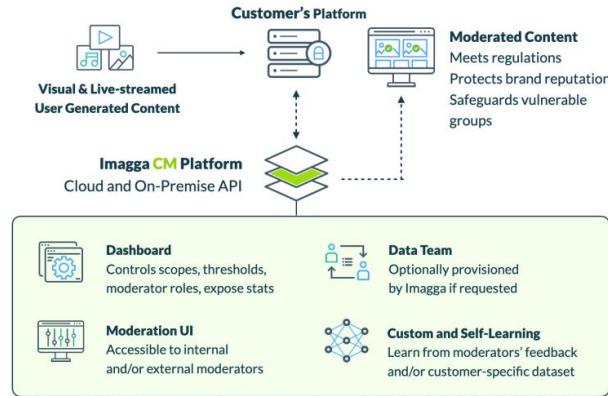 Customer's Platform
Visual & Live-streamed
User Generated Content
Moderated Content
Meets regulations
Protects brand reputation
Safeguards vulnerable
groups
Imagga CM Platform
Cloud and On-Premise API
Dashboard
Controls scopes, thresholds,
moderator roles, expose stats
Data Team
Optionally provisioned
by Imagga if requested
Moderation UI
Accessible to internal
and/or external moderators
Custom and Self-Learning
Learn from moderators' feedback
and/or customer-specific dataset